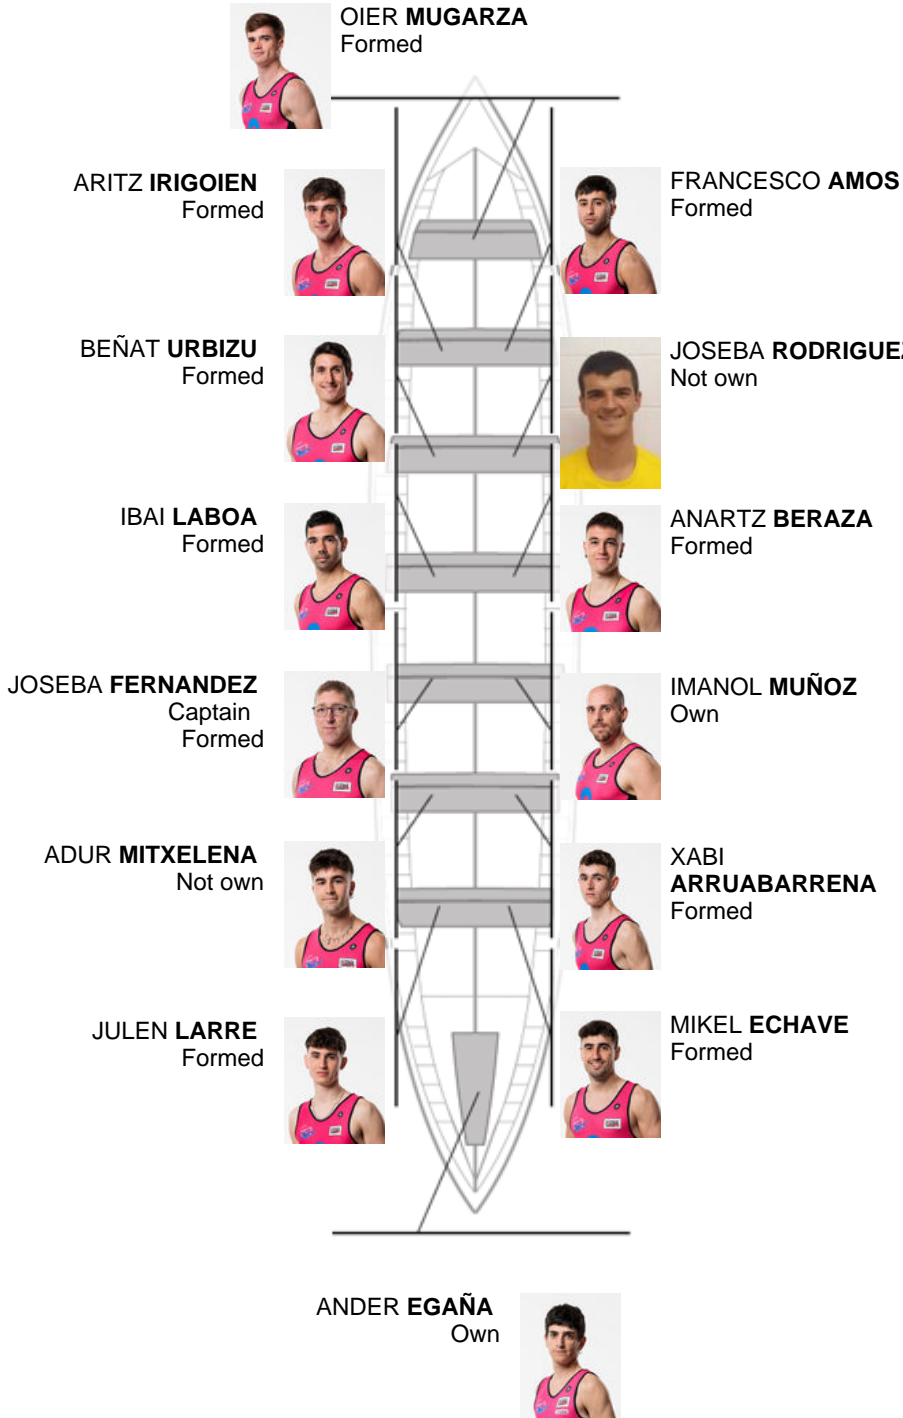 OIER MUGARZA
Formed
ARITZ IRIGOIEN
Formed
FRANCESCO AMOS
Formed
BEÑAT URBIZU
Formed
JOSEBA RODRIGUEZ
Not own
IBAI LABOA
Formed
ANARTZ BERAZA
Formed
JOSEBA FERNANDEZ
Captain
Formed
IMANOL MUÑOZ
Own
ADUR MITXELENA
Not own
XABI
ARRUABARRENA
Formed
JULEN LARRE
Formed
MIKEL ECHAVE
Formed
ANDER EGAÑA
Own